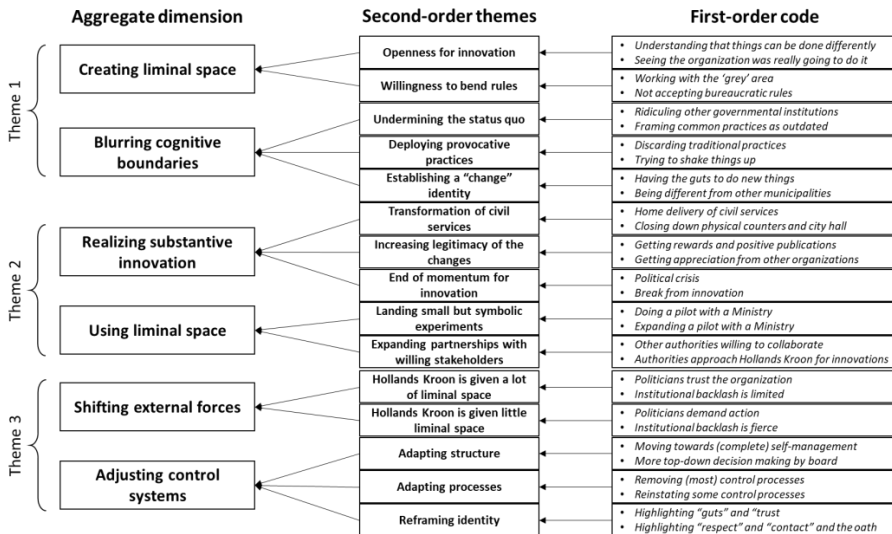 Aggregate dimension
Second-order themes
First-order code
Theme 1
Creating liminal space
Openness for innovation
• Understanding that things can be done differently
• Seeing the organization was really going to do it
Willingness to bend rules
• Working with the ‘grey’ area
• Not accepting bureaucratic rules
Blurring cognitive
boundaries
Undermining the status quo
• Ridiculing other governmental institutions
• Framing common practices as outdated
Deploying provocative
practices
• Discarding traditional practices
• Trying to shake things up
Establishing a “change”
identity
• Having the guts to do new things
• Being different from other municipalities
Theme 2
Realizing substantive
innovation
Transformation of civil
services
• Home delivery of civil services
• Closing down physical counters and city hall
Increasing legitimacy of the
changes
• Getting rewards and positive publications
• Getting appreciation from other organizations
End of momentum for
innovation
• Political crisis
• Break from innovation
Using liminal space
Landing small but symbolic
experiments
• Doing a pilot with a Ministry
• Expanding a pilot with a Ministry
Expanding partnerships with
willing stakeholders
• Other authorities willing to collaborate
• Authorities approach Hollands Kroon for innovations
Theme 3
Shifting external forces
Hollands Kroon is given a lot
of liminal space
• Politicians trust the organization
• Institutional backlash is limited
Hollands Kroon is given little
liminal space
• Politicians demand action
• Institutional backlash is fierce
Adjusting control
systems
Adapting structure
• Moving towards (complete) self-management
• More top-down decision making by board
Adapting processes
• Removing (most) control processes
• Reinstating some control processes
Reframing identity
• Highlighting “guts” and “trust
• Highlighting “respect” and “contact” and the oath